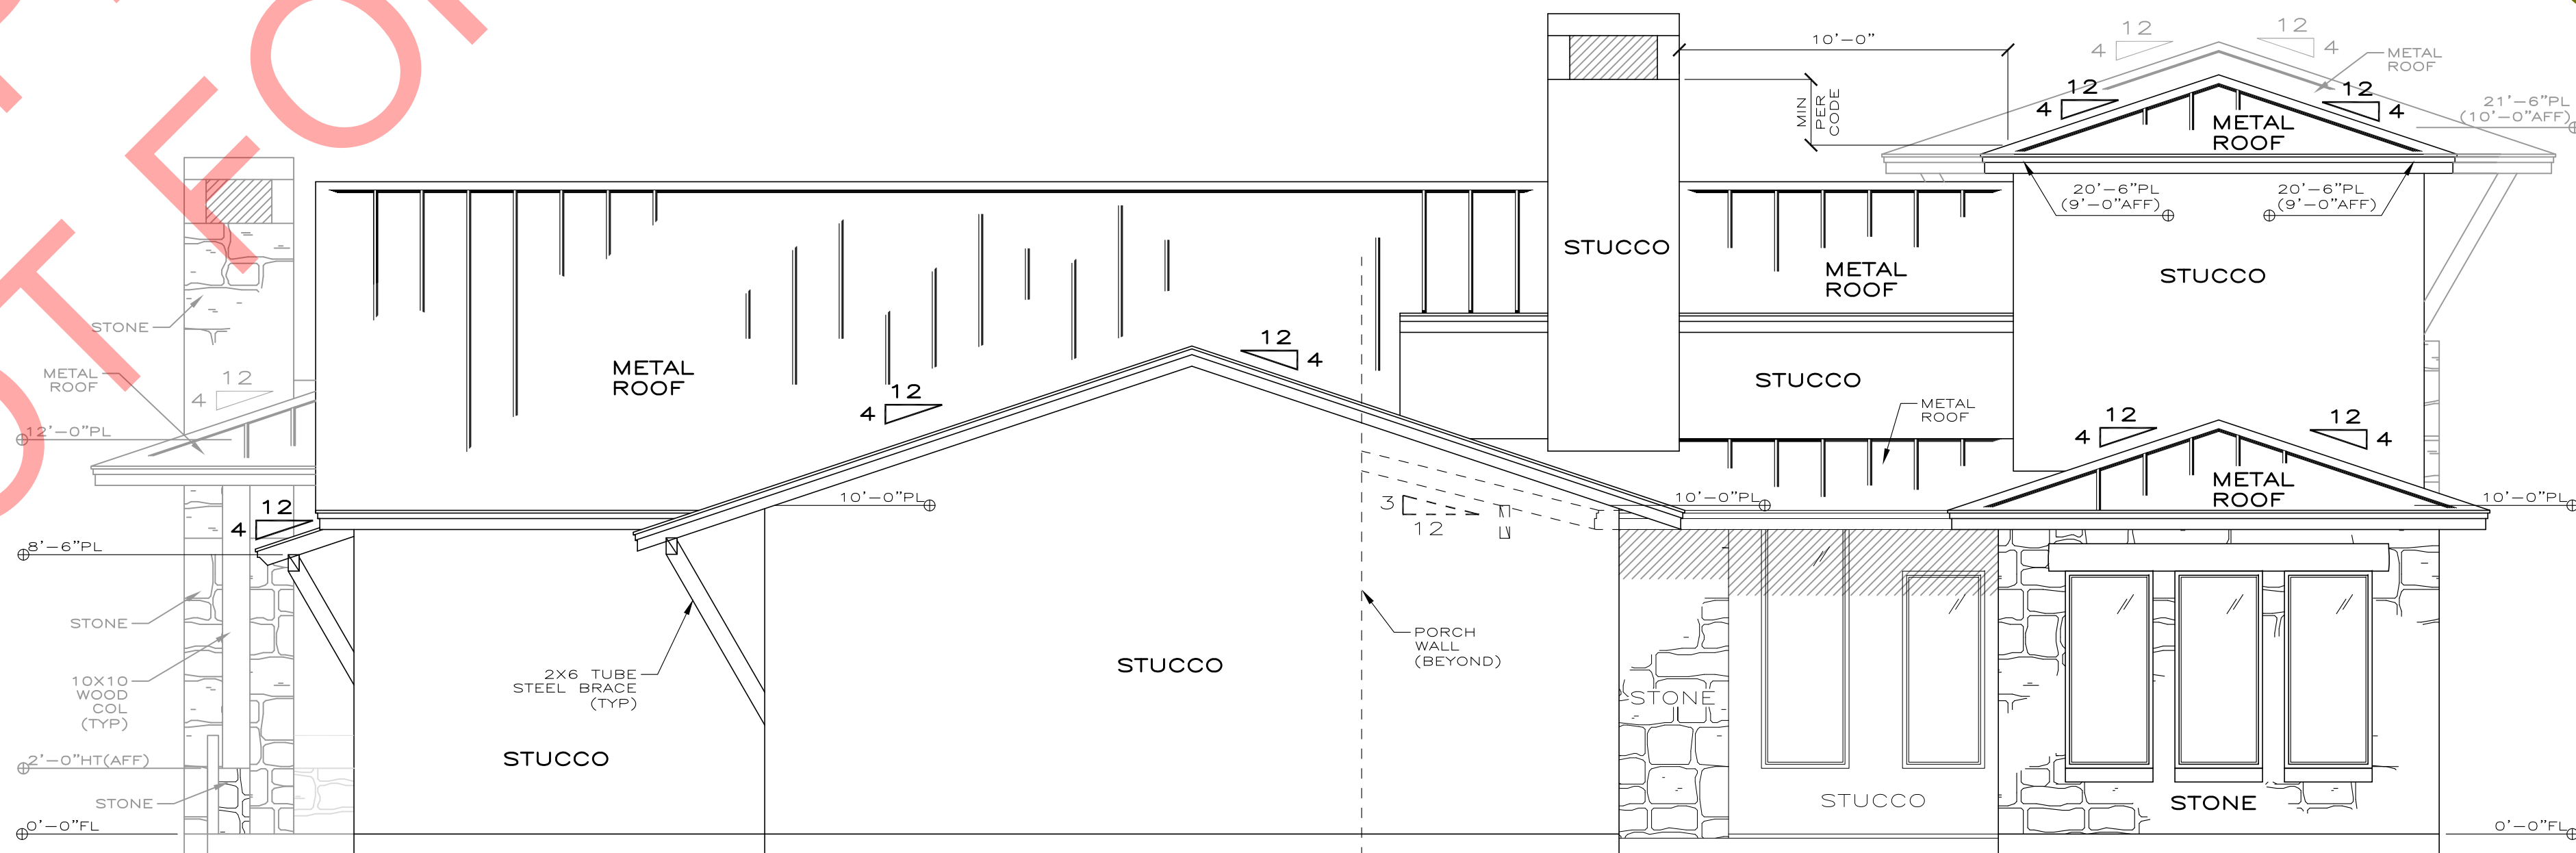 OT FOR
12
4
12
4
METAL
ROOF
10'-0"
MIN
PER
CODE
12
4
12
4
METAL
ROOF
21'-6"PL
(10'-0"AFF)
20'-6"PL
(9'-0"AFF)
20'-6"PL
(9'-0"AFF)
STUCCO
METAL
ROOF
STUCCO
STONE
METAL
ROOF
12
4
12'-0"PL
METAL
ROOF
12
4
12
4
STUCCO
METAL
ROOF
12
4
12
4
METAL
ROOF
10'-0"PL
3
12
10'-0"PL
10'-0"PL
12
4
8'-6"PL
STONE
10X10
WOOD
COL
(TYP)
2'-0"HT(AFF)
STONE
0'-0"FL
2X6 TUBE
STEEL BRACE
(TYP)
STUCCO
STUCCO
PORCH
WALL
(BEYOND)
STONE
STUCCO
STONE
0'-0"FL